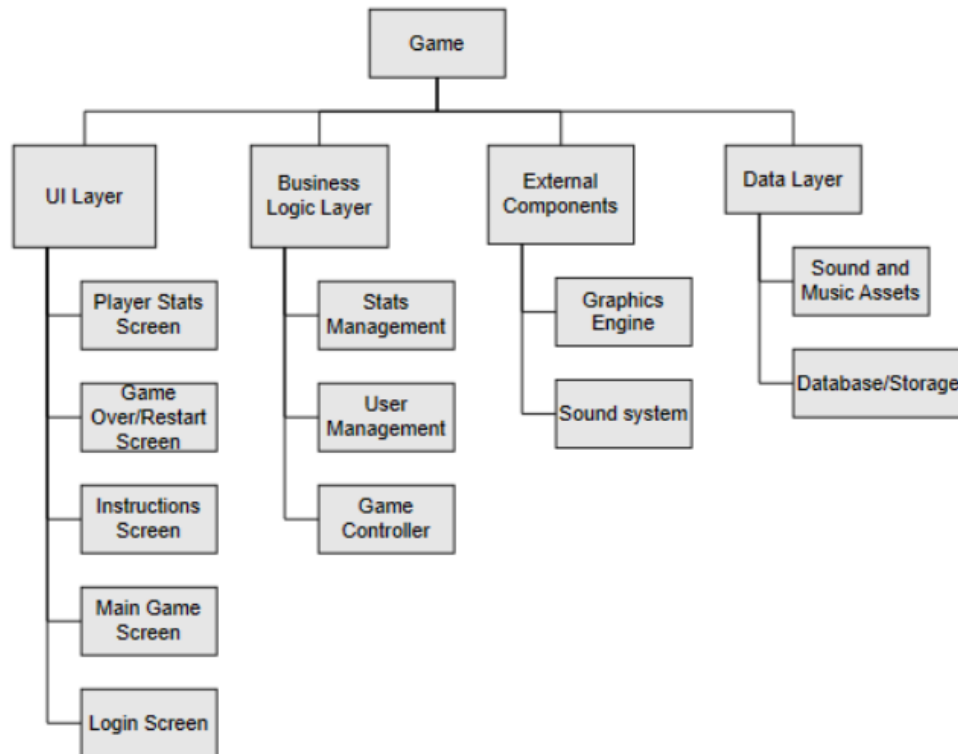 Game
UI Layer
Business
Logic Layer
External
Components
Data Layer
Player Stats
Screen
Game
Over/Restart
Screen
Instructions
Screen
Main Game
Screen
Login Screen
Stats
Management
User
Management
Game
Controller
Graphics
Engine
Sound system
Sound and
Music Assets
Database/Storage